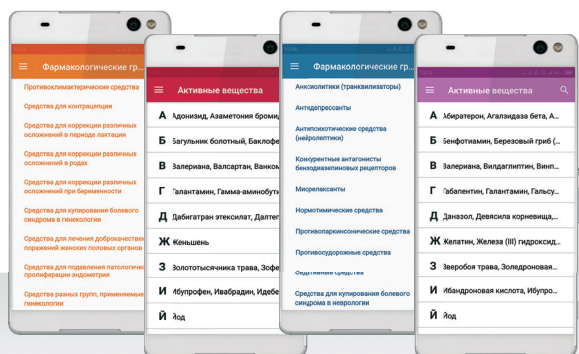 Фармакологические гр...
Противоклимактерические средства
Средства для контрацепции
Средства для коррекции различных
осложнений в периоде лактации
Средства для коррекции различных
осложнений в родах
Средства для коррекции различных
осложнений при беременности
Средства для купирования болевого
синдрома в гинекологии
Средства для лечения доброкачестве
поражений женских половых органов
Средства для подавления патологичес
пролиферации эндометрия
Средства разных групп, применяемые
гинекологии
Активные вещества
А Адонизид, Азаметония бромид
Б Багульник болотный, Баклофе
В Валериана, Валсартан, Ванком
Г Галантамин, Гамма-аминобути
Д Дабигатран этексилат, Далтеп
Ж Женьшень
З Золототысячника трава, Зофе
И Ибупрофен, Ивабрадин, Идебе
Й Йод
Фармакологические гр...
Анксиолитики (транквилизаторы)
Антидепрессанты
Антипсихотические средства
(нейролептики)
Конкурентные антагонисты
бензодиазепиновых рецепторов
Миорелаксанты
Нормотимические средства
Противопаркинсонические средства
Противосудорожные средства
Седативные средства
Средства для купирования болевого
синдрома в неврологии
Активные вещества
А Абиратерон, Агалзидаза бета, А...
Б Бенфотиамин, Березовый гриб (...
В Валериана, Вилдаглиптин, Винп...
Г Габапентин, Галантамин, Гальсу...
Д Даназол, Девясила корневища,...
Ж Желатин, Железа (III) гидроксид...
З Зверобоя трава, Золедроновая...
И Ибандроновая кислота, Ибупро...
Й Йод